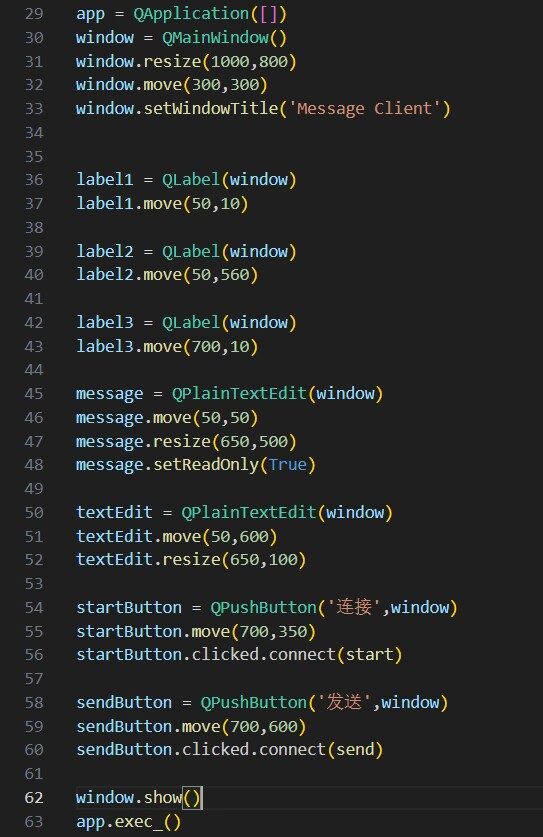 29 app = QApplication([])
30 window = QMainWindow()
31 window.resize(1000,800)
32 window.move(300,300)
33 window.setWindowTitle('Message Client')
34
35
36 label1 = QLabel(window)
37 label1.move(50,10)
38
39 label2 = QLabel(window)
40 label2.move(50,560)
41
42 label3 = QLabel(window)
43 label3.move(700,10)
44
45 message = QPlainTextEdit(window)
46 message.move(50,50)
47 message.resize(650,500)
48 message.setReadOnly(True)
49
50 textEdit = QPlainTextEdit(window)
51 textEdit.move(50,600)
52 textEdit.resize(650,100)
53
54 startButton = QPushButton('连接',window)
55 startButton.move(700,350)
56 startButton.clicked.connect(start)
57
58 sendButton = QPushButton('发送',window)
59 sendButton.move(700,600)
60 sendButton.clicked.connect(send)
61
62 window.show()
63 app.exec_()